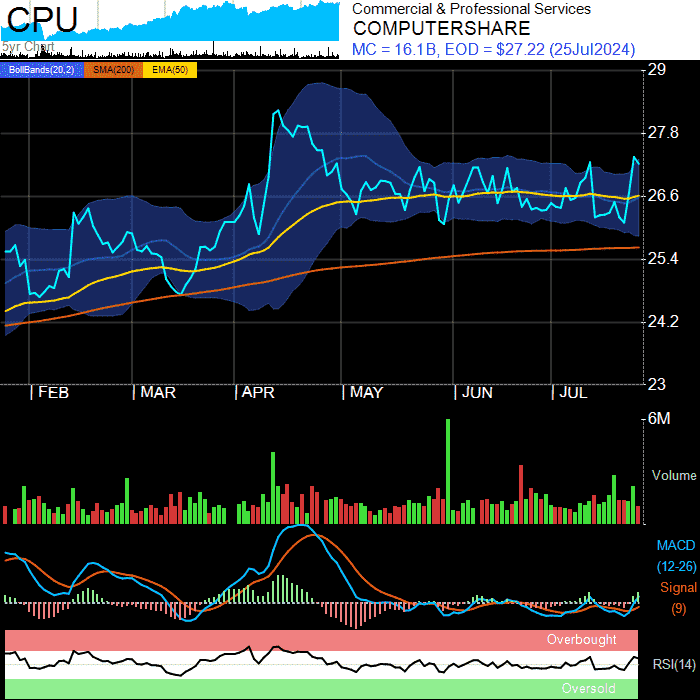 CPU
5yr Chart
Commercial & Professional Services
COMPUTERSHARE
MC = 16.1B, EOD = $27.22 (25Jul2024)
BollBands(20,2) SMA(200) EMA(50)
29
27.8
26.6
25.4
24.2
23
FEB MAR APR MAY JUN JUL
6M
Volume
MACD
(12-26)
Signal
(9)
Overbought
RSI(14)
Oversold